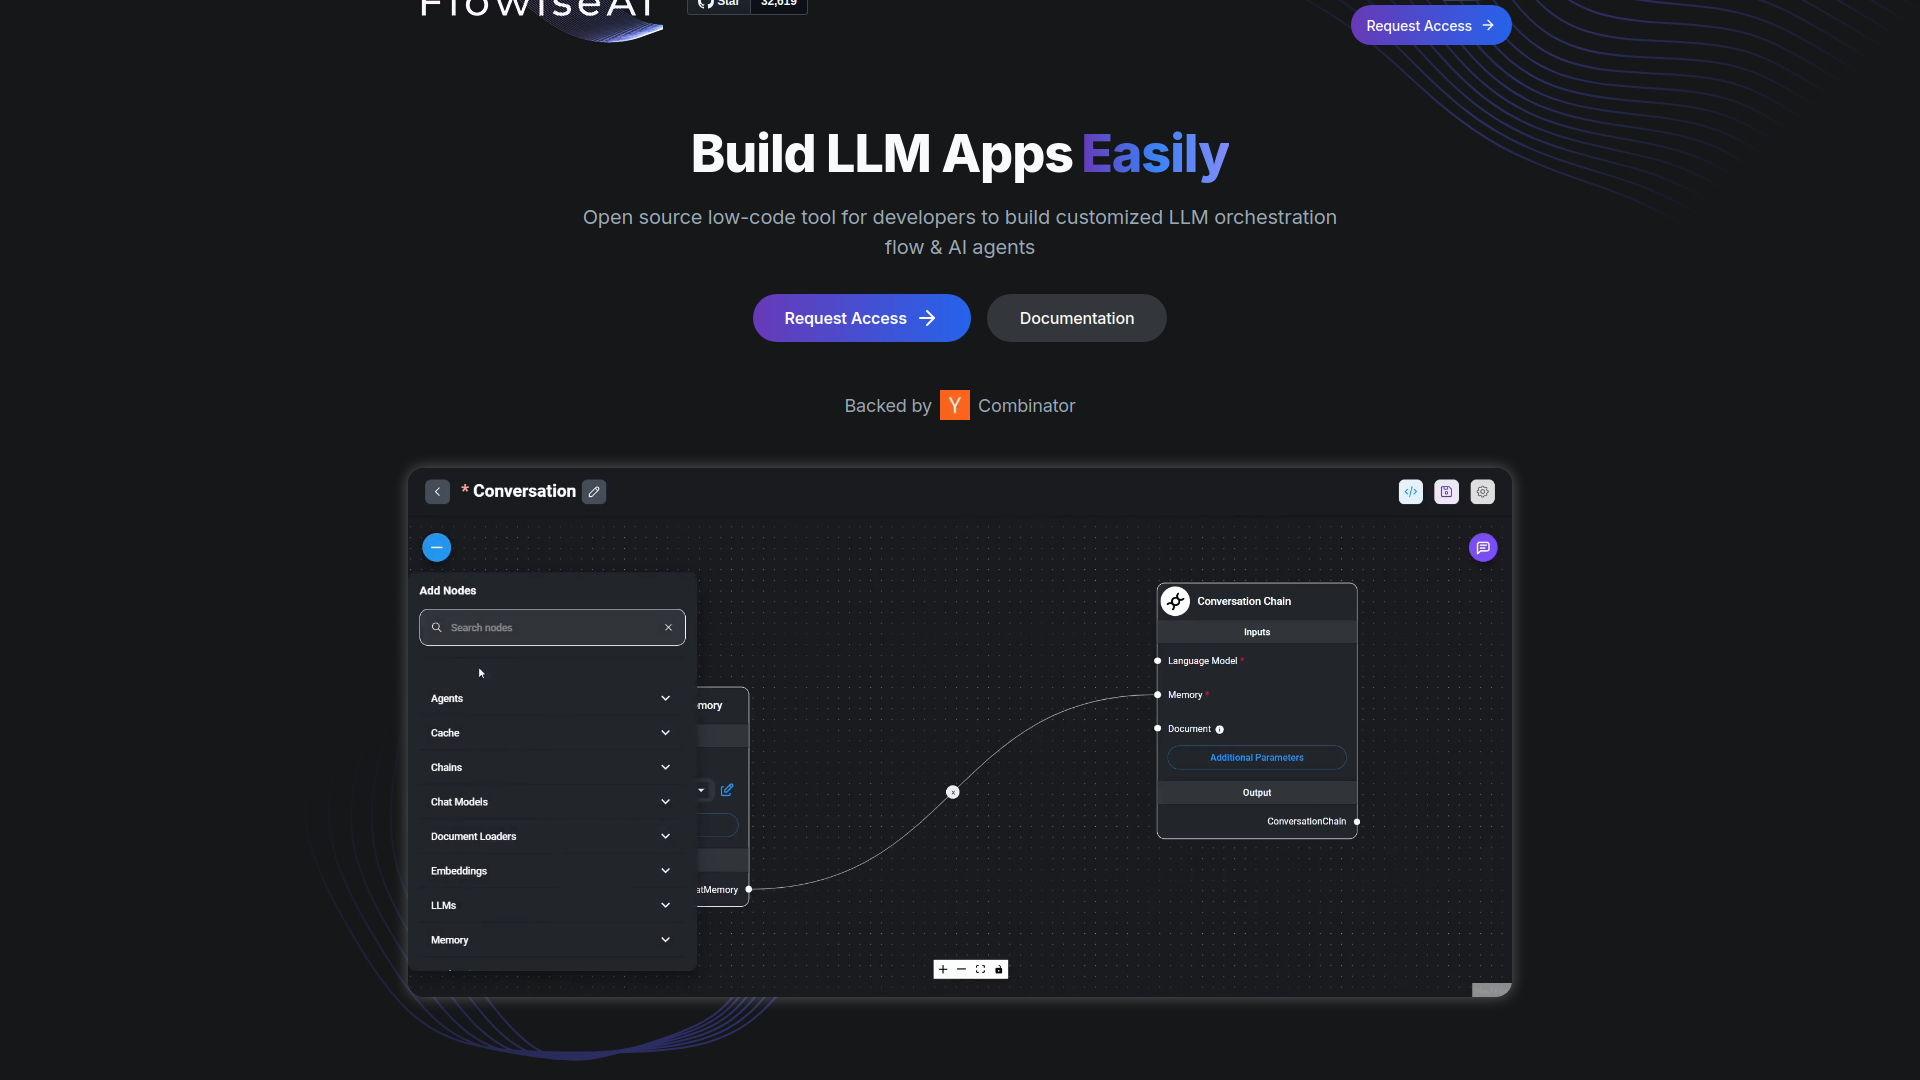 FlowiseAI
Star 32,619
Request Access
Build LLM Apps Easily
Open source low-code tool for developers to build customized LLM orchestration
flow & AI agents
Request Access
Documentation
Backed by Y Combinator
* Conversation
Add Nodes
Search nodes
Agents
Cache
Chains
Chat Models
Document Loaders
Embeddings
LLMs
Memory
emory
atMemory
Conversation Chain
Inputs
Language Model *
Memory *
Document
Additional Parameters
Output
ConversationChain